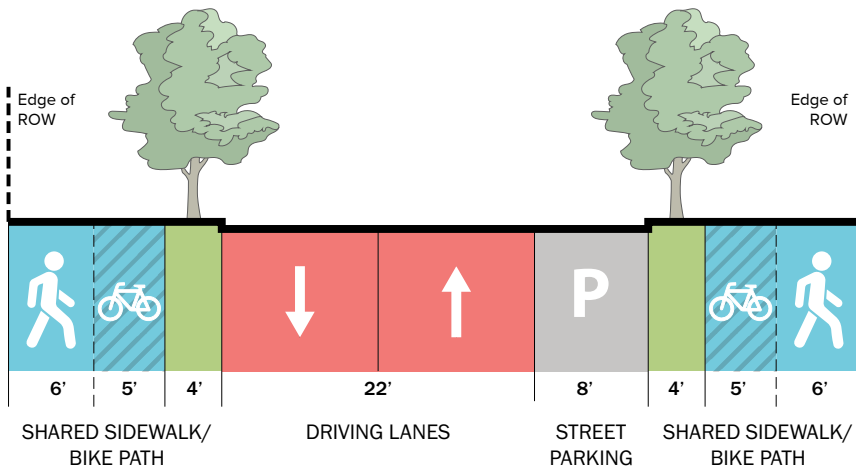 Edge of
ROW
Edge of
ROW
P
6’ 5’ 4’ 22’ 8’ 4’ 5’ 6’
SHARED SIDEWALK/
BIKE PATH
DRIVING LANES
STREET
PARKING
SHARED SIDEWALK/
BIKE PATH